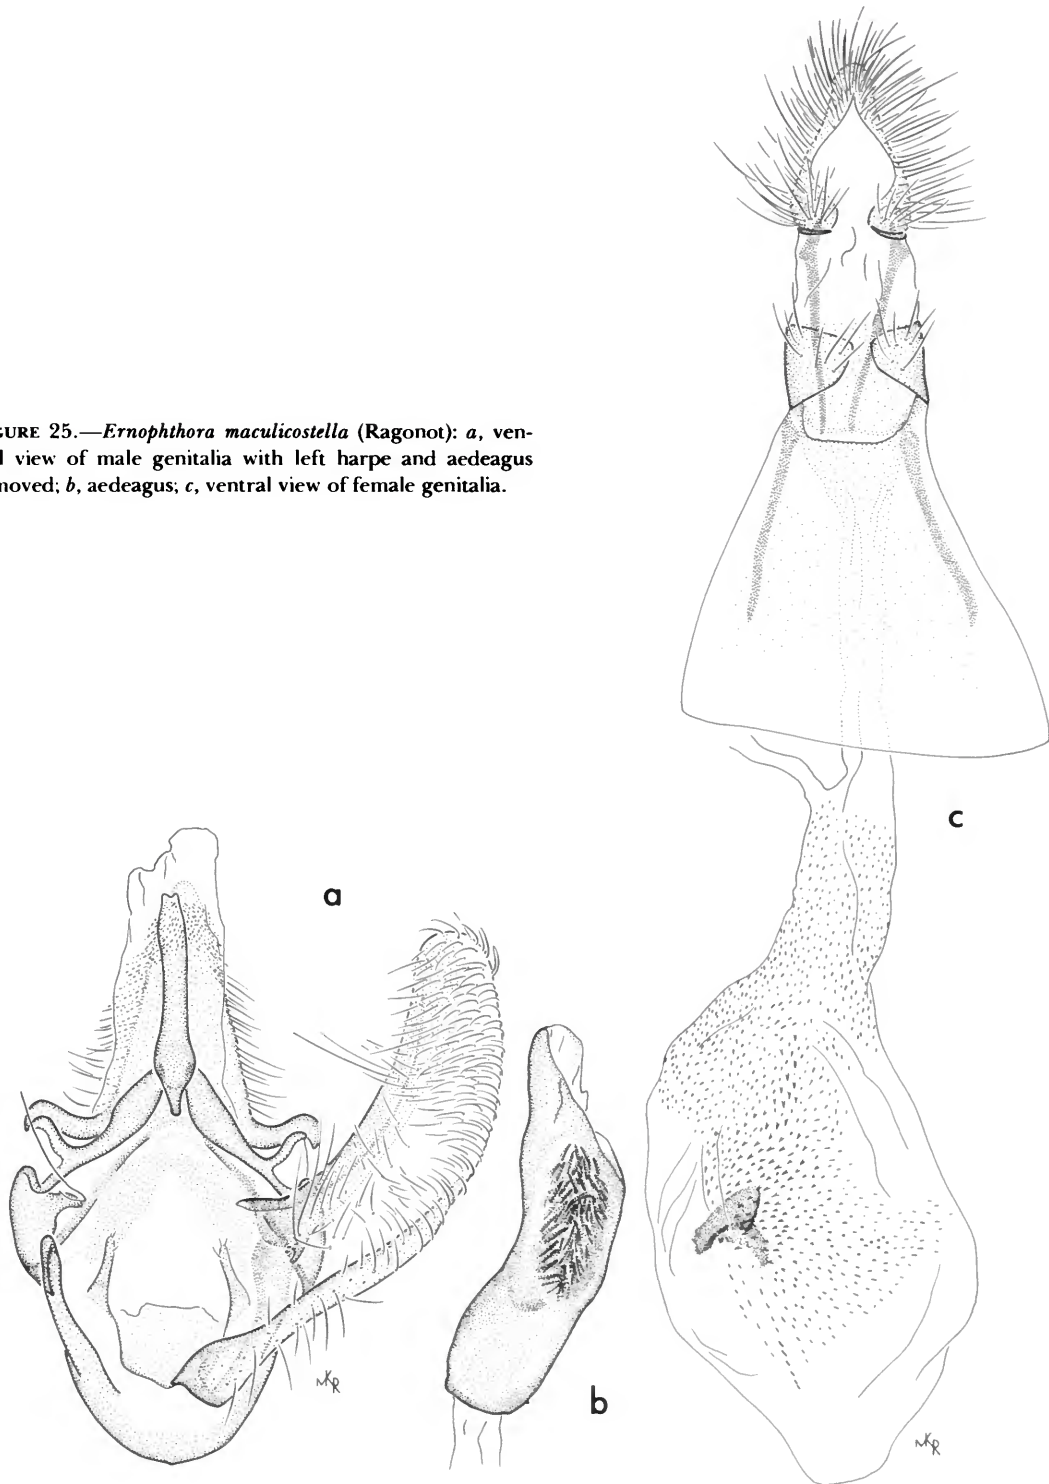 GURE 25.—Ernophthora maculicostella (Ragonot): a, ven-
l view of male genitalia with left harpe and aedeagus
noved; b, aedeagus; c, ventral view of female genitalia.
c
a
MKR
b
MKR